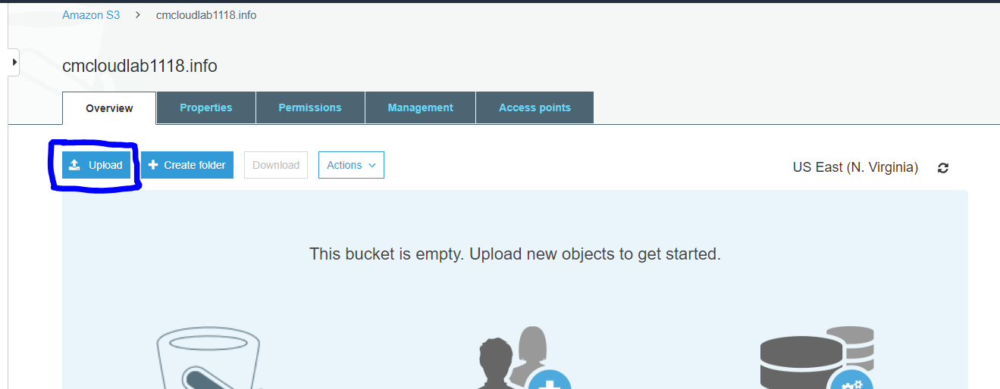 Amazon S3 > cmcloudlab1118.info
cmcloudlab1118.info
Overview Properties Permissions Management Access points
Upload Create folder Download Actions US East (N. Virginia)
This bucket is empty. Upload new objects to get started.